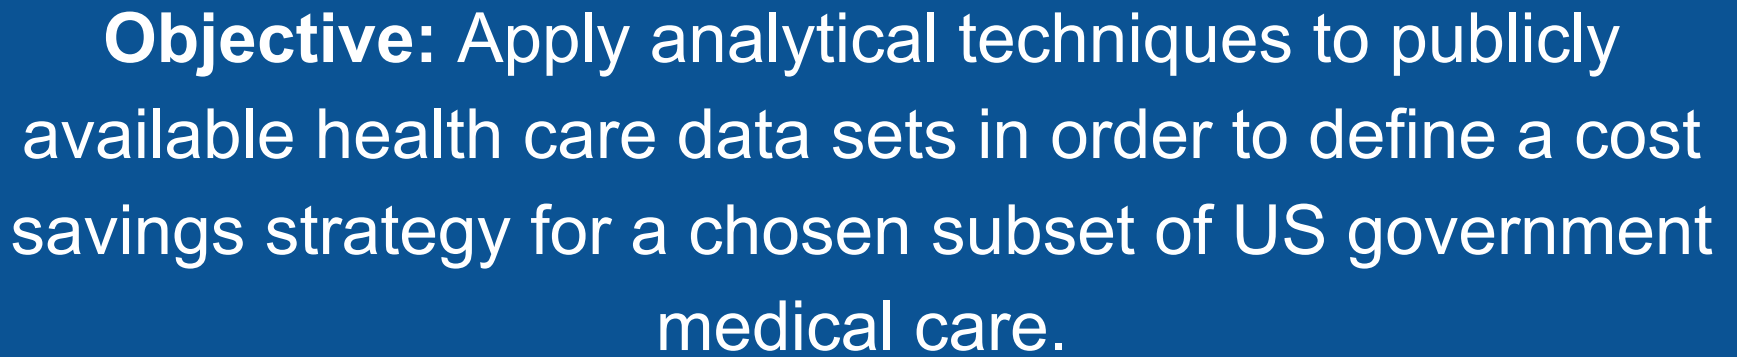 Objective: Apply analytical techniques to publicly
available health care data sets in order to define a cost
savings strategy for a chosen subset of US government
medical care.